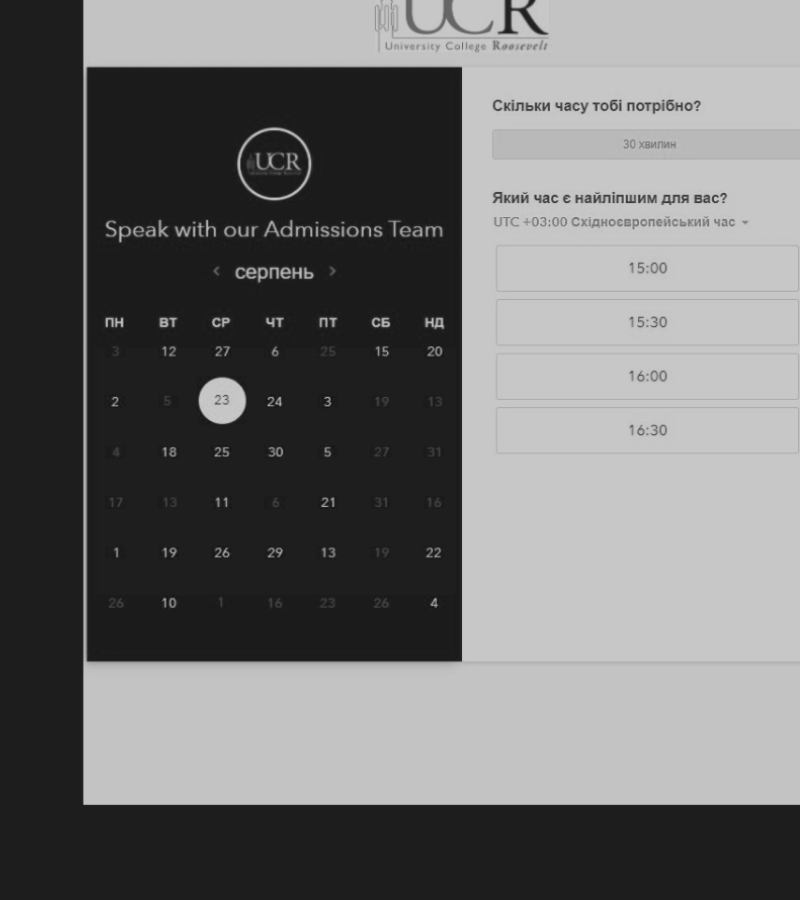 UCR
University College Roosevelt
UCR
Speak with our Admissions Team
< серпень >
ПН ВТ СР ЧТ ПТ СБ НД
3 12 27 6 25 15 20
2 5 23 24 3 19 13
4 18 25 30 5 27 31
17 13 11 6 21 31 16
1 19 26 29 13 19 22
26 10 1 16 23 26 4
Скільки часу тобі потрібно?
30 хвилин
Який час є найліпшим для вас?
UTC +03:00 Східноєвропейський час
15:00
15:30
16:00
16:30